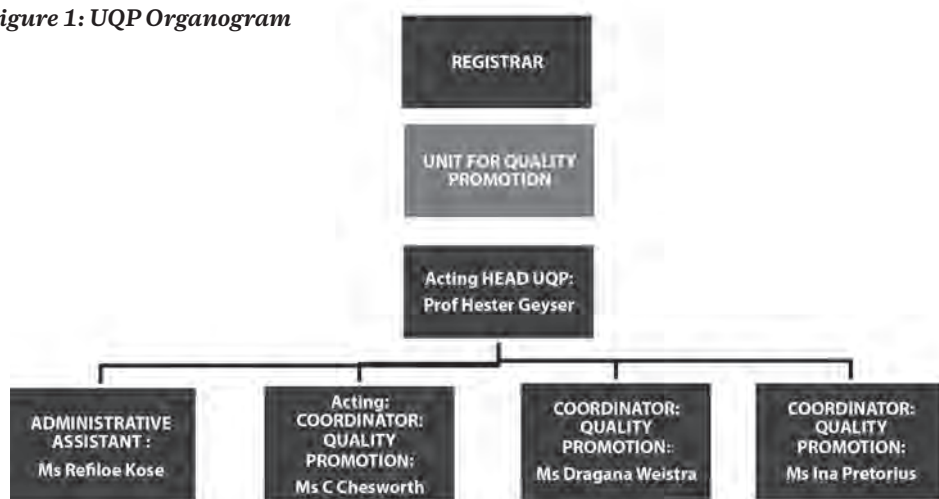 igure 1: UQP Organogram
REGISTRAR
UNIT FOR QUALITY
PROMOTION
Acting HEAD UQP:
Prof Hester Geyser
ADMINISTRATIVE
ASSISTANT :
Ms Refiloe Kose
Acting:
COORDINATOR:
QUALITY
PROMOTION:
Ms C Chesworth
COORDINATOR:
QUALITY
PROMOTION:
Ms Dragana Weistra
COORDINATOR:
QUALITY
PROMOTION:
Ms Ina Pretorius